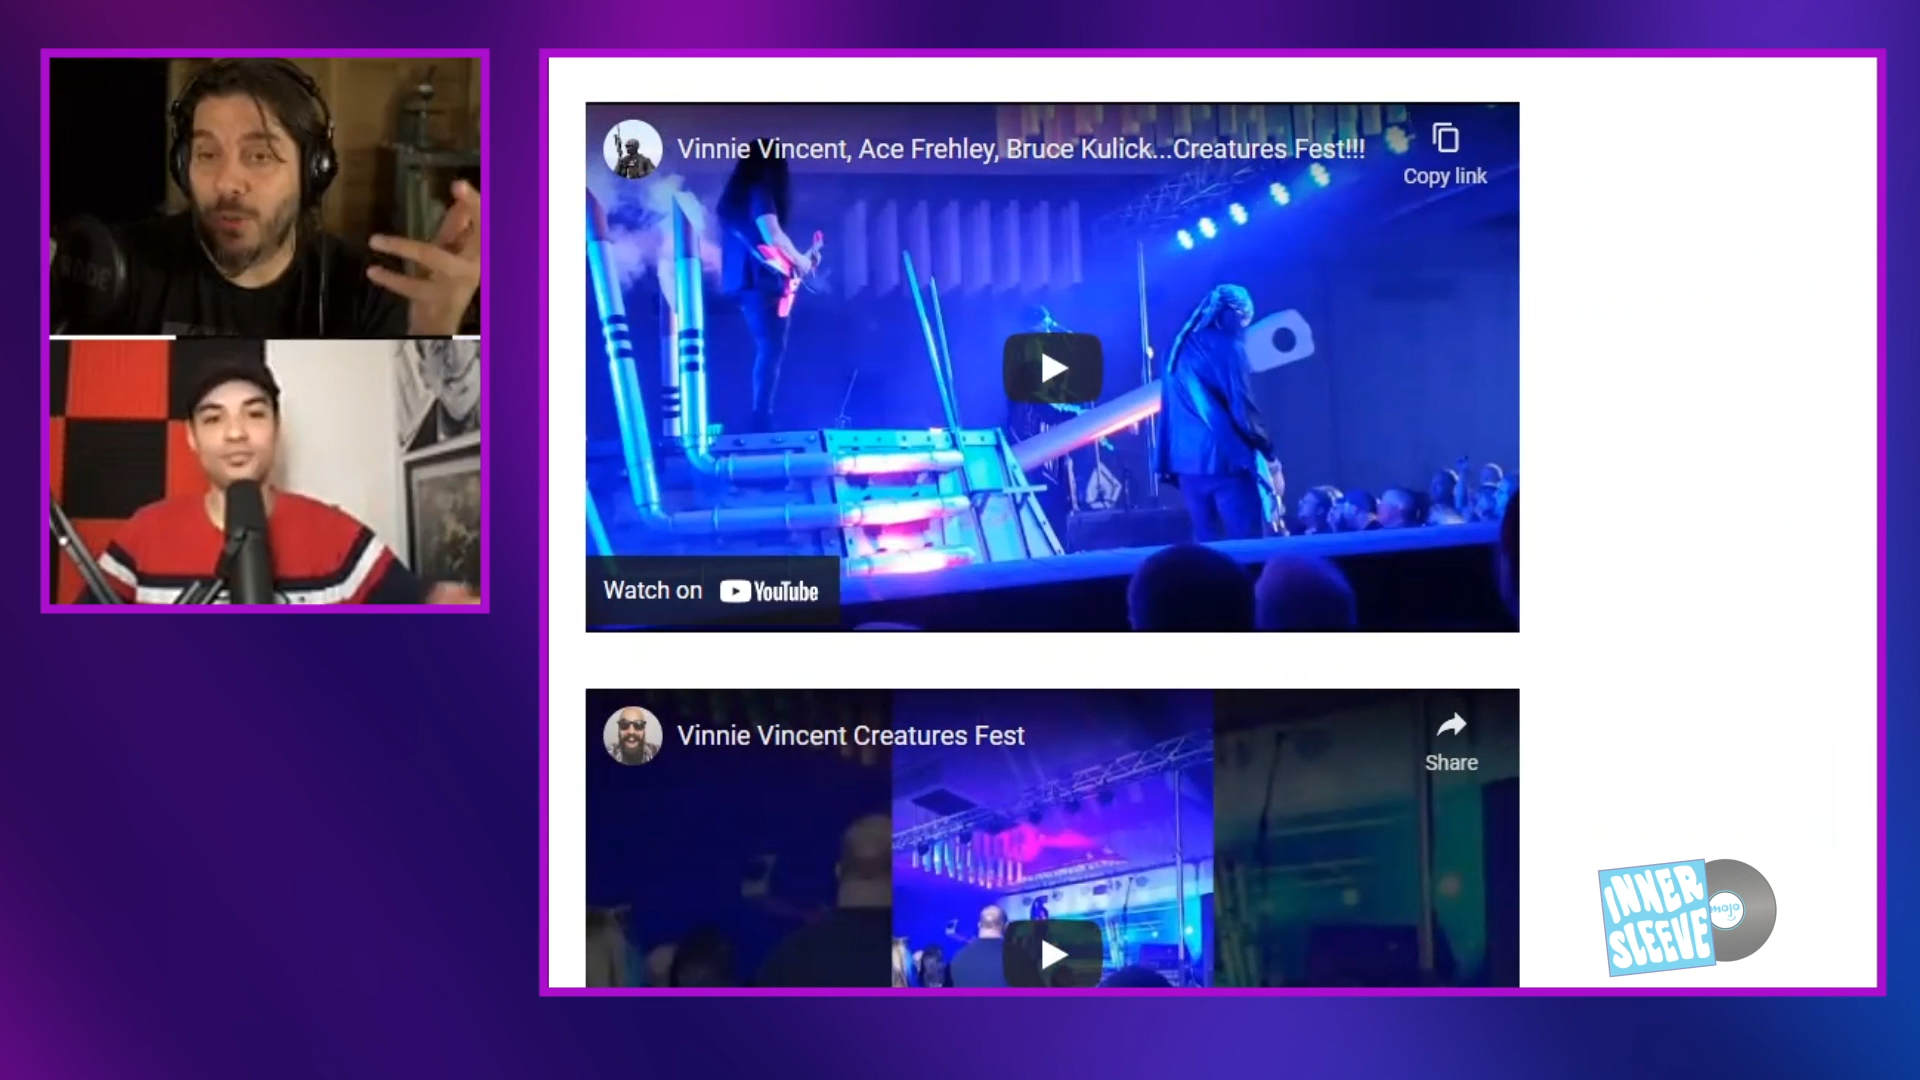 RODE
Vinnie Vincent, Ace Frehley, Bruce Kulick...Creatures Fest!!!
Copy link
Watch on YouTube
Vinnie Vincent Creatures Fest
Share
INNER
SLEEVE
mojo